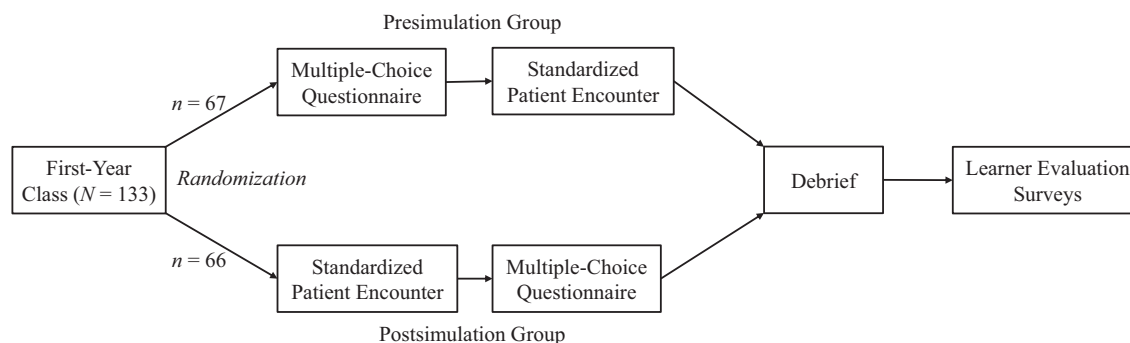 Presimulation Group
Multiple-Choice
Questionnaire
Standardized
Patient Encounter
n = 67
First-Year
Class (N = 133)
Randomization
Debrief
Learner Evaluation
Surveys
n = 66
Standardized
Patient Encounter
Multiple-Choice
Questionnaire
Postsimulation Group